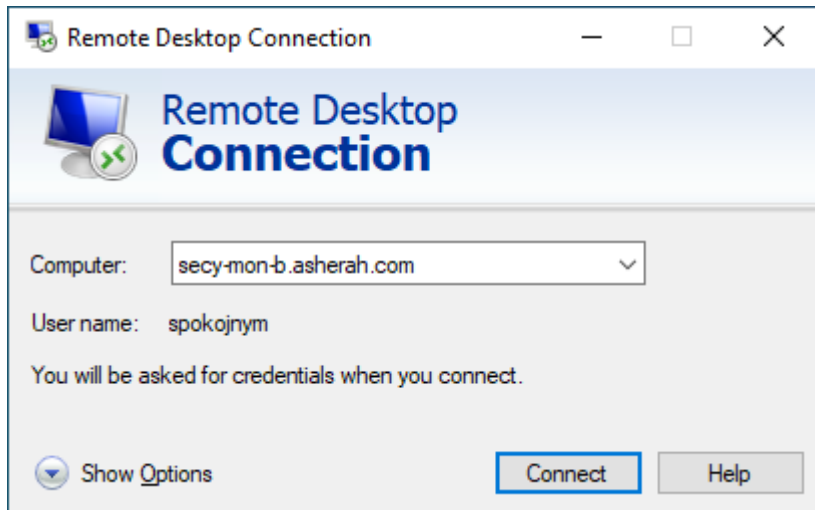 Remote Desktop Connection
Remote Desktop
Connection
Computer: secy-mon-b.asherah.com
User name: spokojnym
You will be asked for credentials when you connect.
Show Options Connect Help